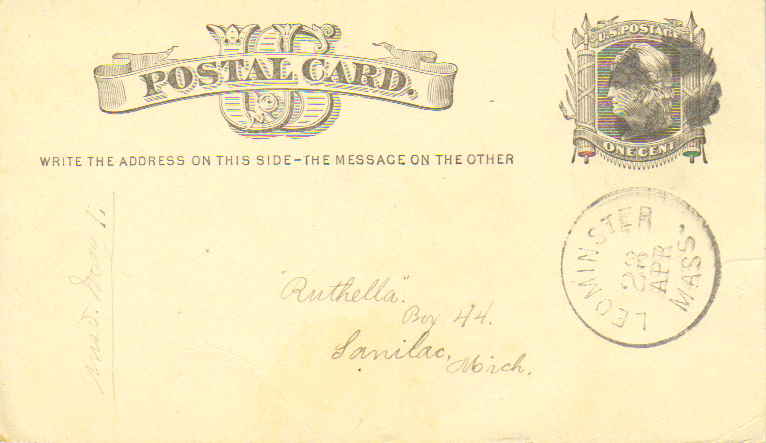 US
POSTAL CARD.
U.S. POSTAGE
ONE CENT
WRITE THE ADDRESS ON THIS SIDE-THE MESSAGE ON THE OTHER
LEOMINSTER
APR
MASS
"Ruthella".
Box 44.
Sanilac,
Mich.